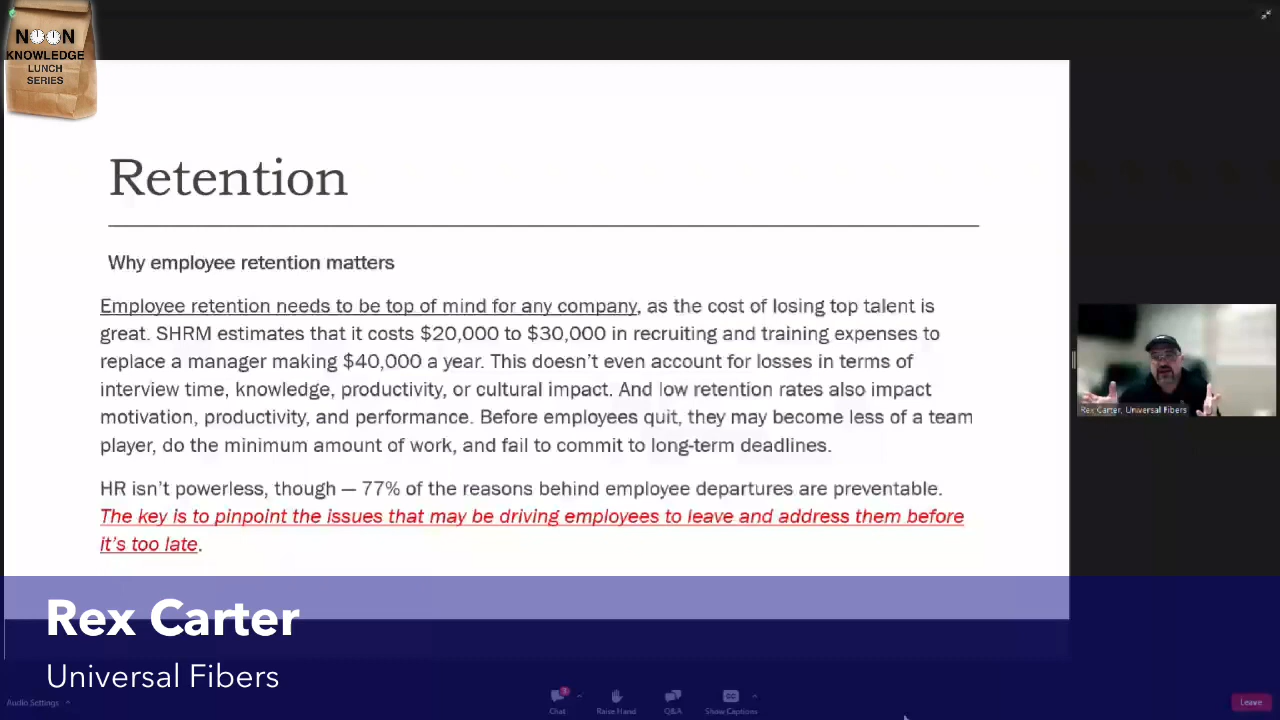 NOON
KNOWLEDGE
LUNCH
SERIES
Retention
Why employee retention matters
Employee retention needs to be top of mind for any company, as the cost of losing top talent is
great. SHRM estimates that it costs $20,000 to $30,000 in recruiting and training expenses to
replace a manager making $40,000 a year. This doesn't even account for losses in terms of
interview time, knowledge, productivity, or cultural impact. And low retention rates also impact
motivation, productivity, and performance. Before employees quit, they may become less of a team
player, do the minimum amount of work, and fail to commit to long-term deadlines.
HR isn't powerless, though — 77% of the reasons behind employee departures are preventable.
The key is to pinpoint the issues that may be driving employees to leave and address them before
it's too late.
Rex Carter, Universal Fibers
Rex Carter
Universal Fibers
Audio Settings
Chat
Raise Hand
Q&A
Show Captions
Leave